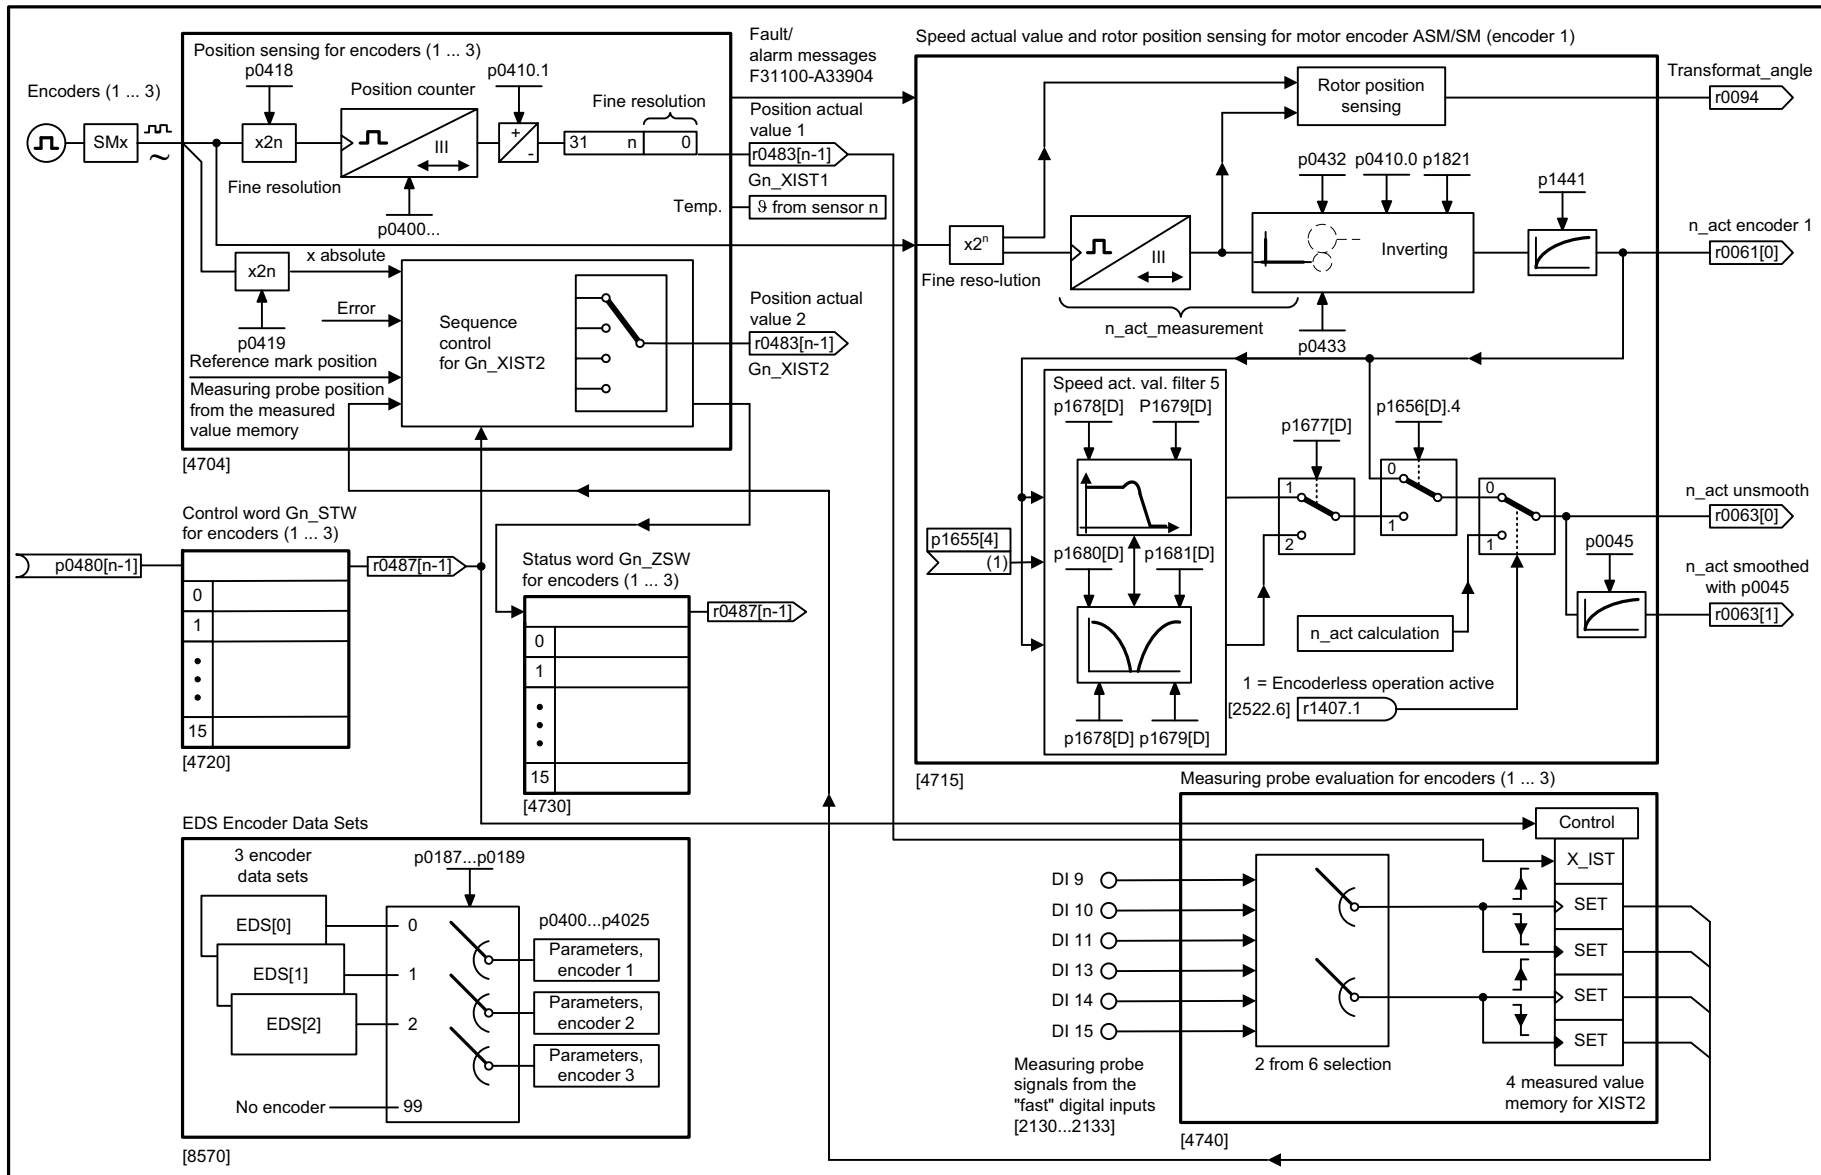 Position sensing for encoders (1 ... 3)
p0418
Position counter
p0410.1
Fine resolution
Encoders (1 ... 3)
SMx
~
x2n
III
+
-
31 n 0
Fine resolution
p0400...
x absolute
x2n
p0419
Error
Reference mark position
Measuring probe position
from the measured
value memory
Sequence
control
for Gn_XIST2
[4704]
Fault/
alarm messages
F31100-A33904
Position actual
value 1
r0483[n-1]
Gn_XIST1
Temp.
ϑ from sensor n
Position actual
value 2
r0483[n-1]
Gn_XIST2
Speed actual value and rotor position sensing for motor encoder ASM/SM (encoder 1)
Rotor position
sensing
Transformat_angle
r0094
p0432
p0410.0
p1821
p1441
x2ⁿ
Fine reso-lution
III
Inverting
n_act encoder 1
r0061[0]
n_act_measurement
p0433
Speed act. val. filter 5
p1678[D]
P1679[D]
p1656[D].4
p1677[D]
1
2
0
1
0
1
n_act unsmooth
r0063[0]
p1655[4]
(1)
p1680[D]
p1681[D]
p0045
n_act smoothed
with p0045
r0063[1]
n_act calculation
1 = Encoderless operation active
[2522.6]
r1407.1
p1678[D]
p1679[D]
[4715]
Control word Gn_STW
for encoders (1 ... 3)
p0480[n-1]
r0487[n-1]
0
1
15
[4720]
Status word Gn_ZSW
for encoders (1 ... 3)
r0487[n-1]
0
1
15
[4730]
EDS Encoder Data Sets
3 encoder
data sets
p0187...p0189
EDS[0]
0
p0400...p4025
Parameters,
encoder 1
EDS[1]
1
Parameters,
encoder 2
EDS[2]
2
Parameters,
encoder 3
No encoder
99
[8570]
Measuring probe evaluation for encoders (1 ... 3)
Control
X_IST
DI 9
DI 10
DI 11
DI 13
DI 14
DI 15
SET
SET
SET
SET
2 from 6 selection
Measuring probe
signals from the
"fast" digital inputs
[2130...2133]
4 measured value
memory for XIST2
[4740]